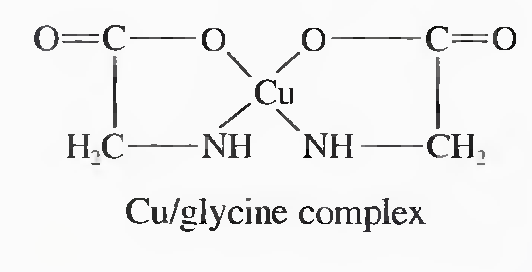 O=C—O O—C=O
Cu
H₂C—NH NH—CH₂
Cu/glycine complex